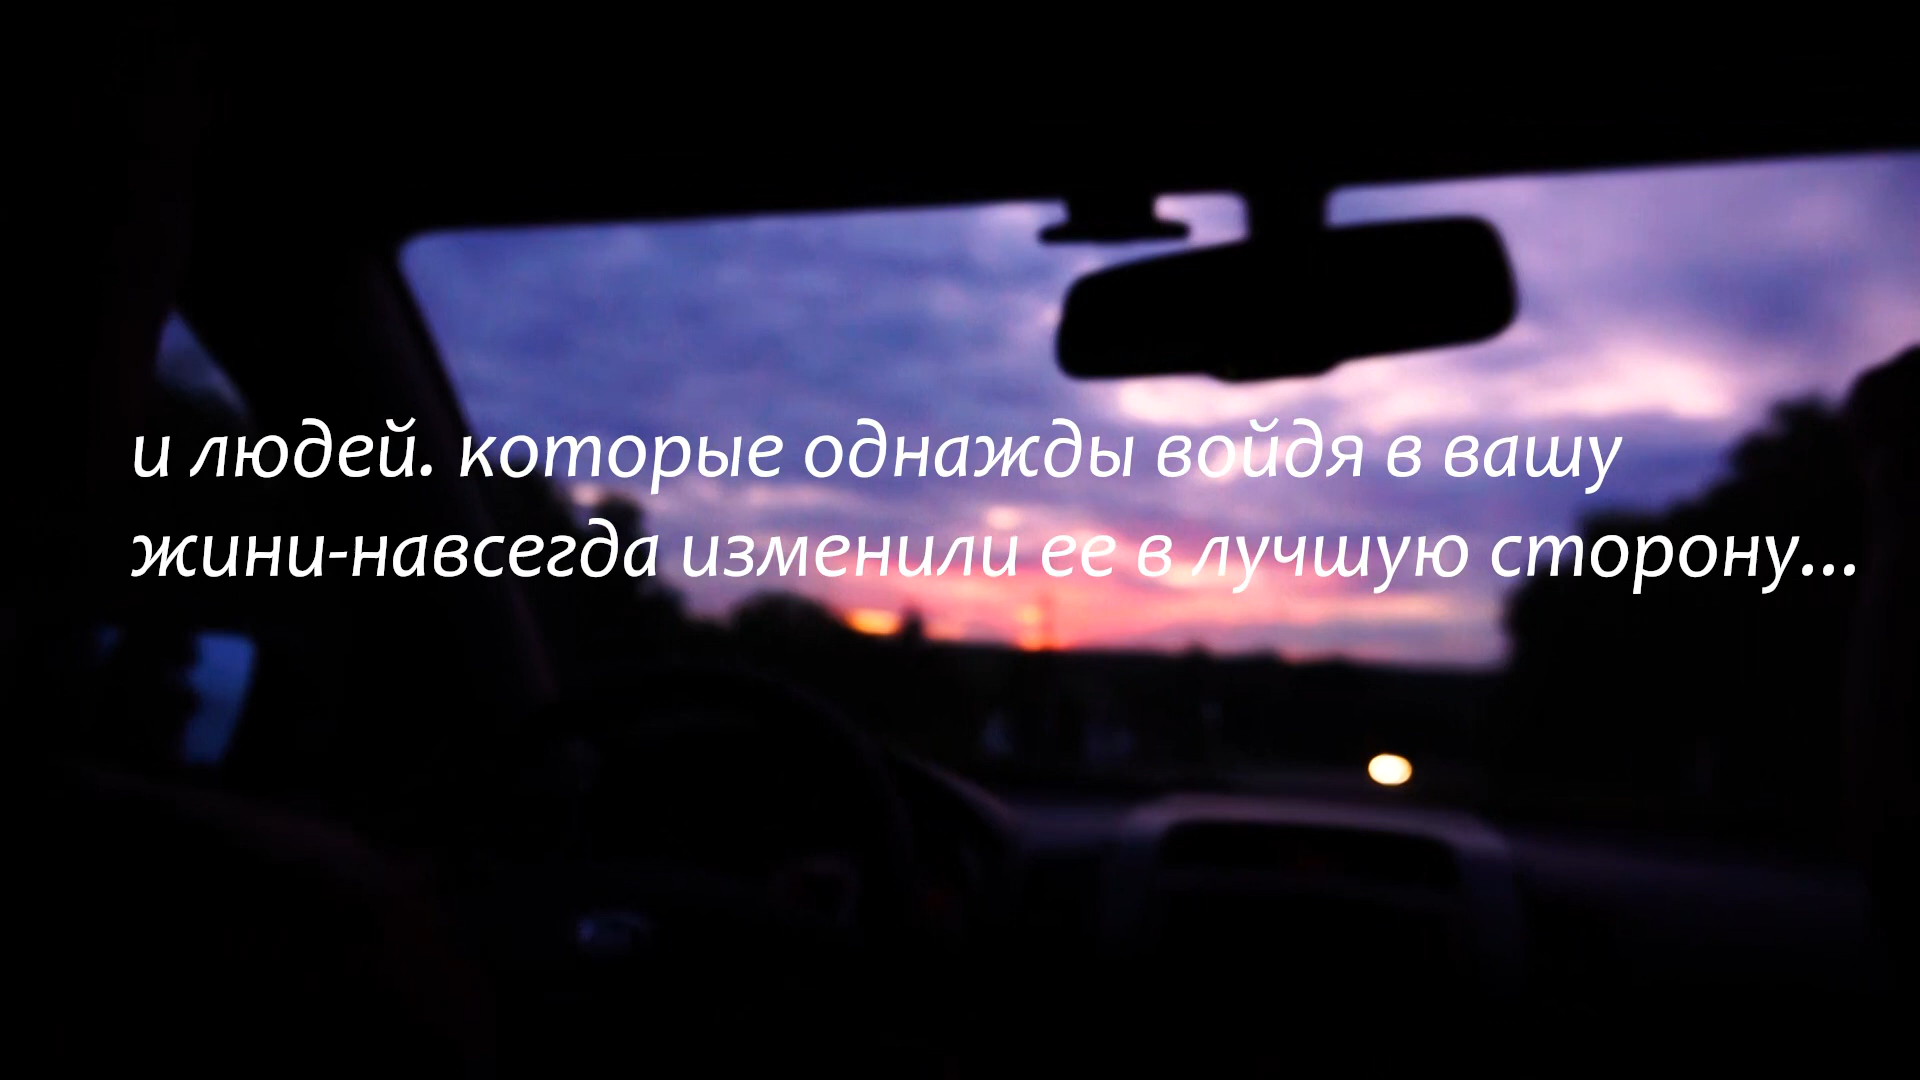 и людей. которые однажды войдя в вашу
жини-навсегда изменили ее в лучшую сторону...